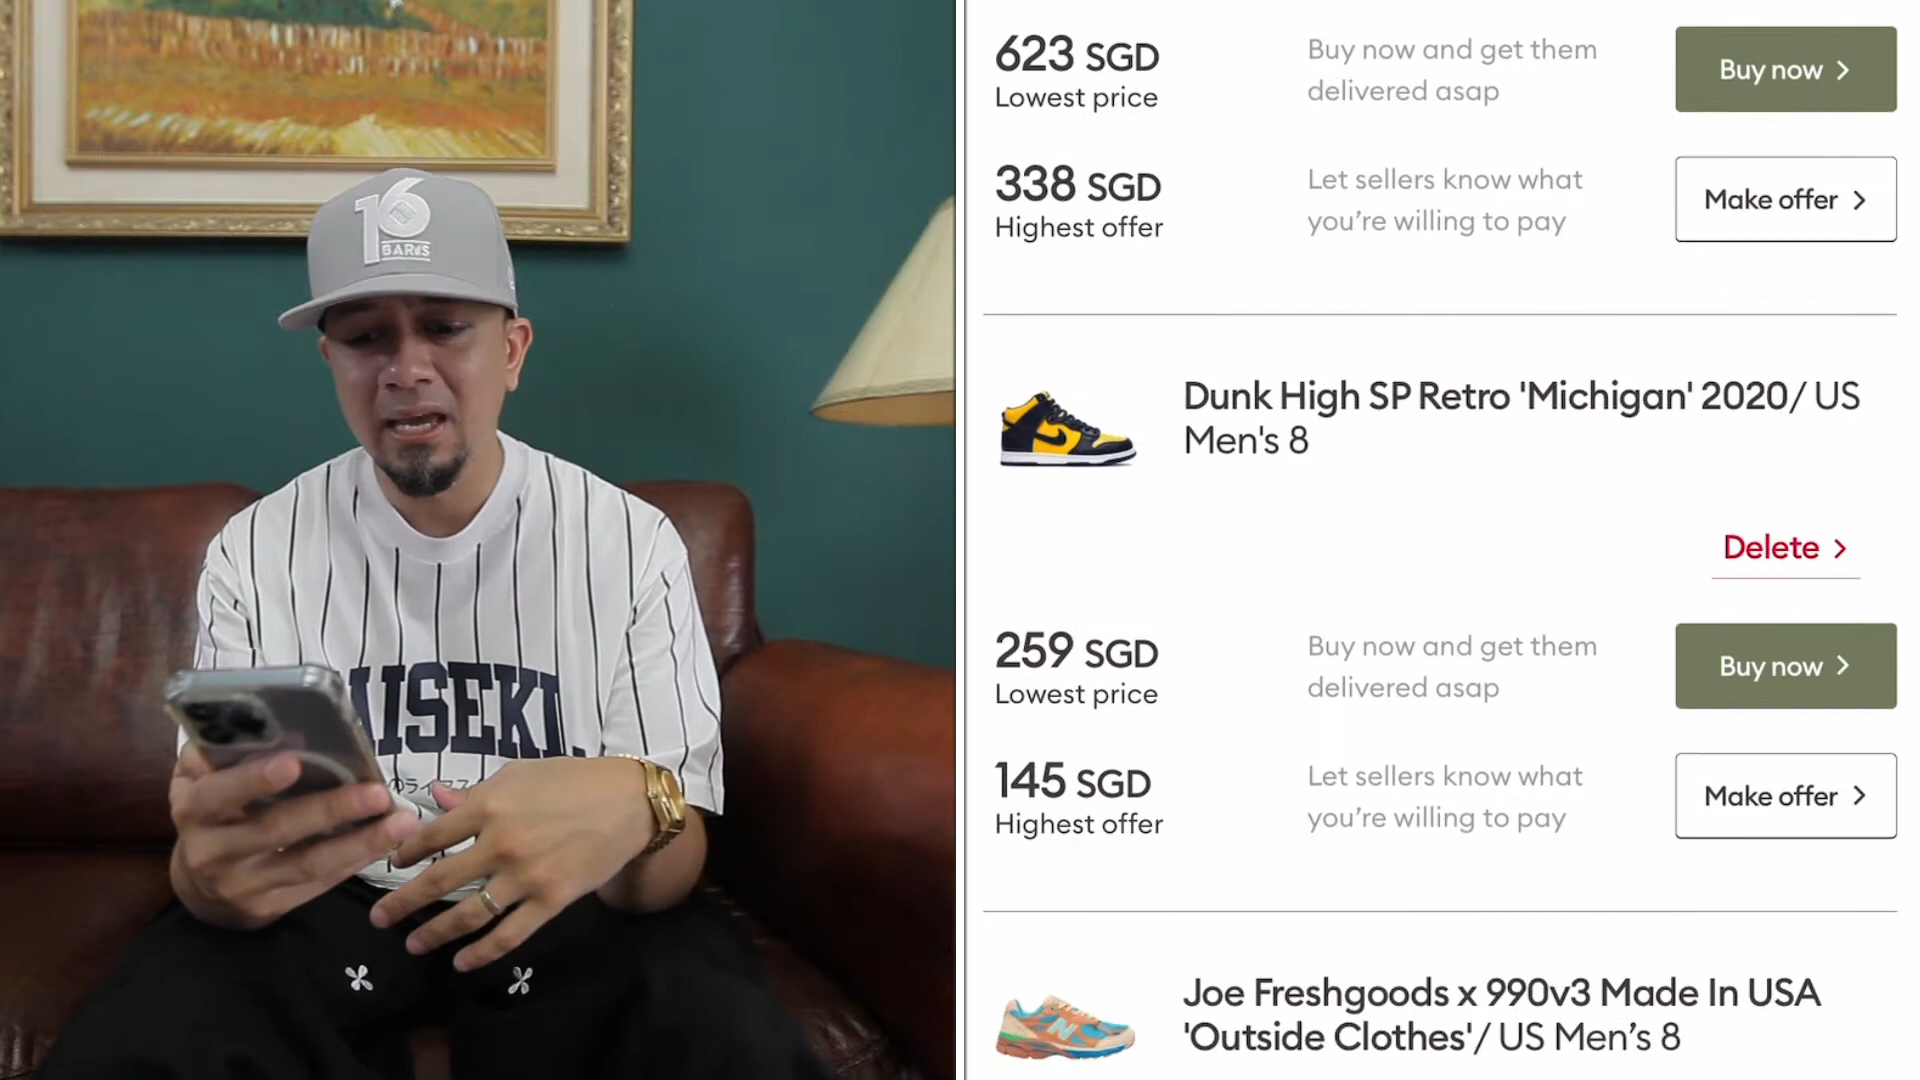 16
BARS
AISEKI.
623 SGD
Lowest price
Buy now and get them
delivered asap
Buy now
338 SGD
Highest offer
Let sellers know what
you’re willing to pay
Make offer
Dunk High SP Retro 'Michigan' 2020/ US
Men's 8
Delete
259 SGD
Lowest price
Buy now and get them
delivered asap
Buy now
145 SGD
Highest offer
Let sellers know what
you’re willing to pay
Make offer
Joe Freshgoods x 990v3 Made In USA
'Outside Clothes'/ US Men’s 8